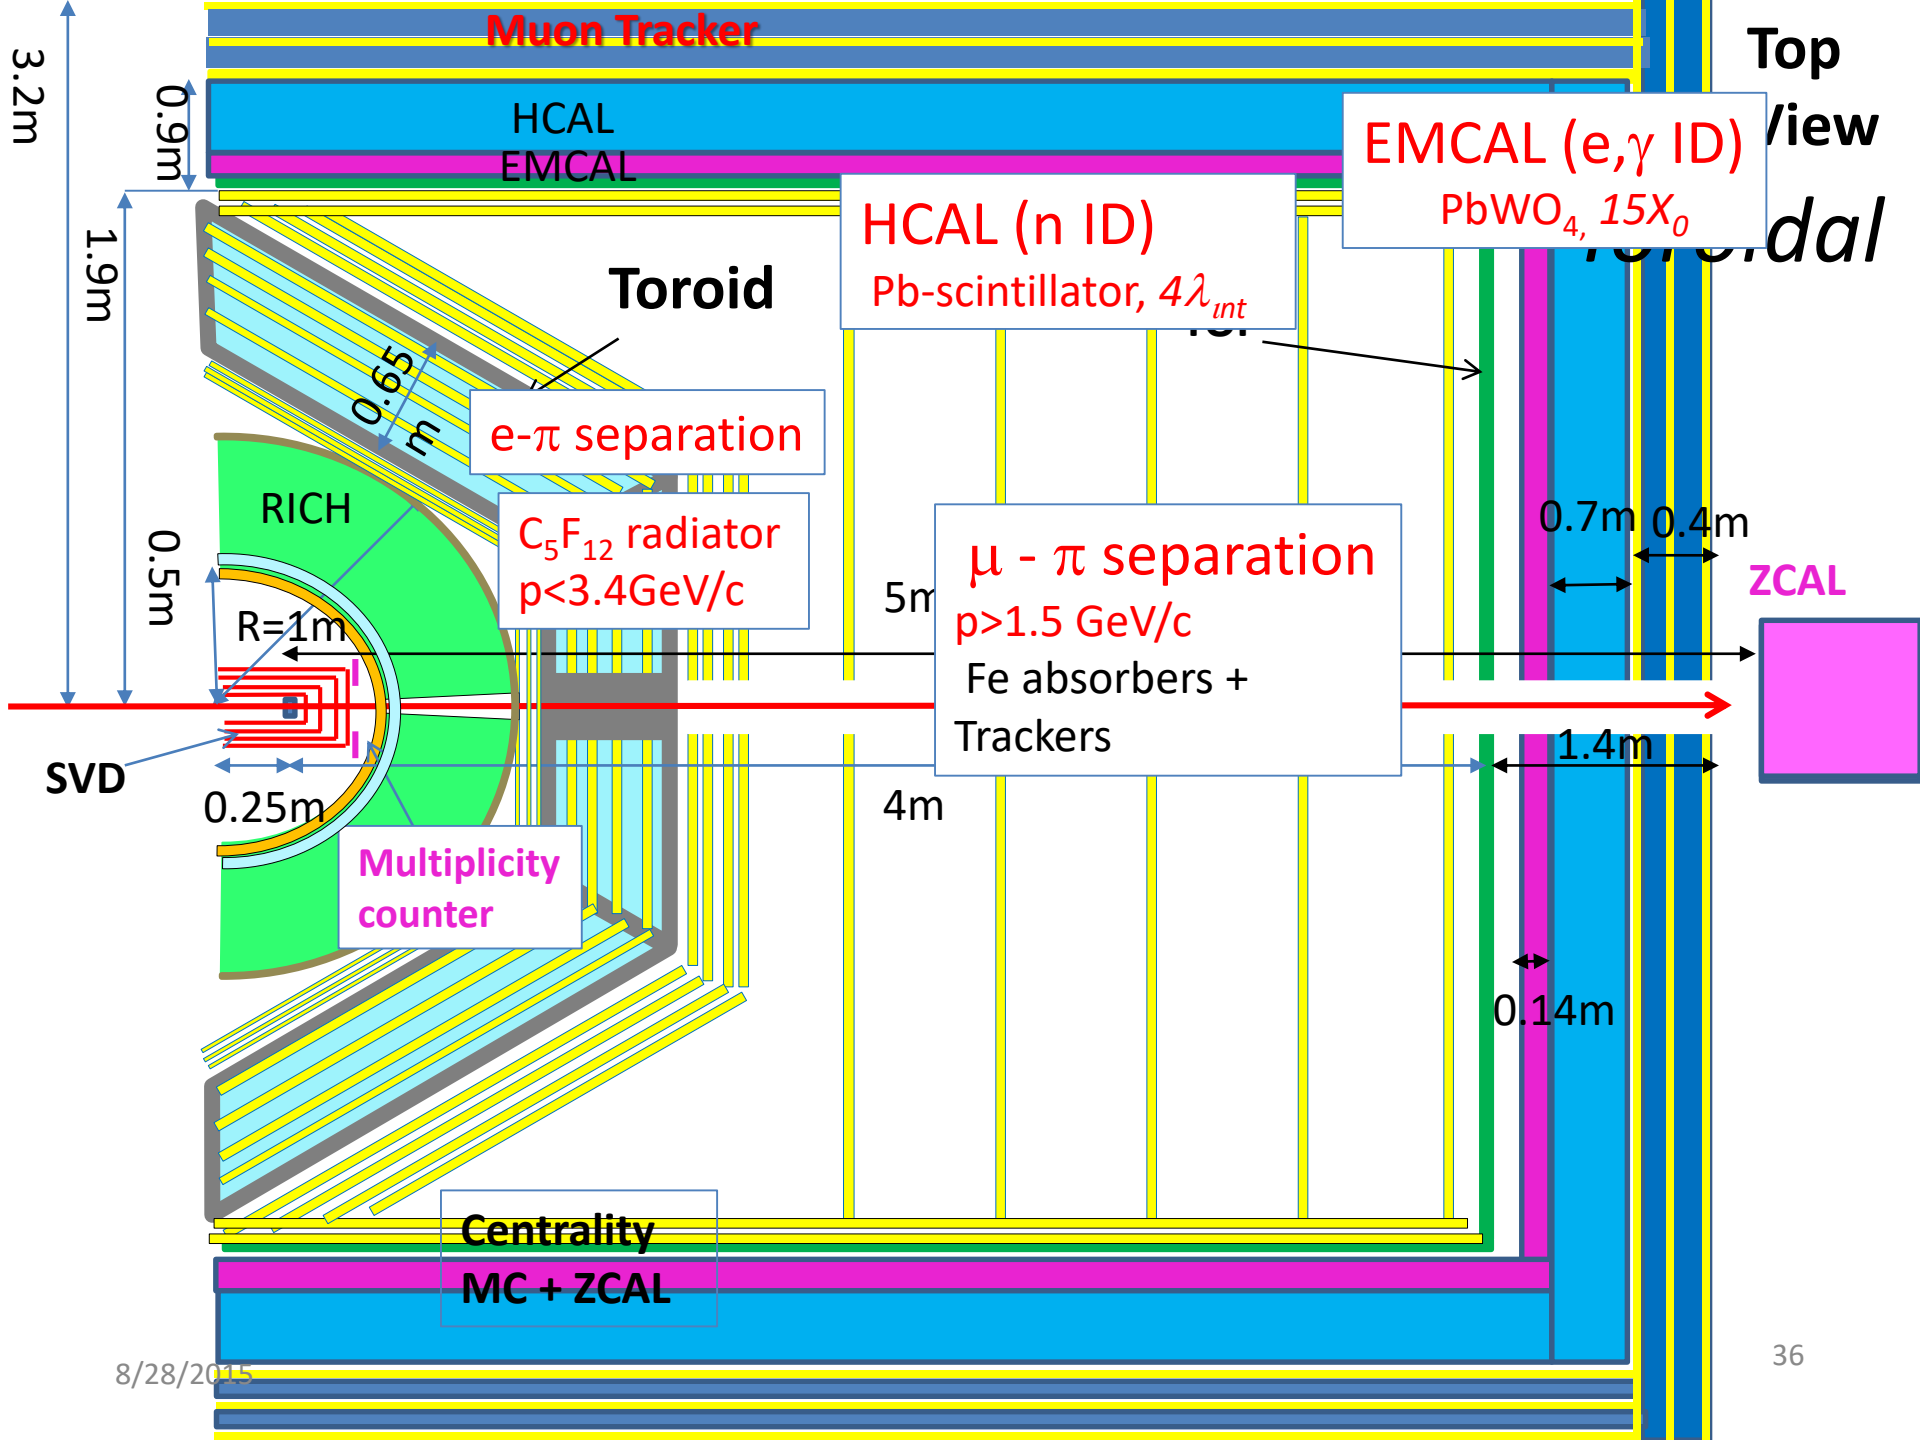 Muon Tracker
Top
View
3.2m
0.9m
HCAL
EMCAL
EMCAL (e,γ ID)
PbWO4, 15X0
HCAL (n ID)
Pb-scintillator, 4λint
1.9m
Toroid
0.65
m
e-π separation
RICH
C5F12 radiator
p<3.4GeV/c
0.5m
R=1m
5m
μ - π separation
p>1.5 GeV/c
Fe absorbers +
Trackers
0.7m
0.4m
ZCAL
SVD
0.25m
4m
1.4m
Multiplicity
counter
0.14m
Centrality
MC + ZCAL
8/28/2015
36